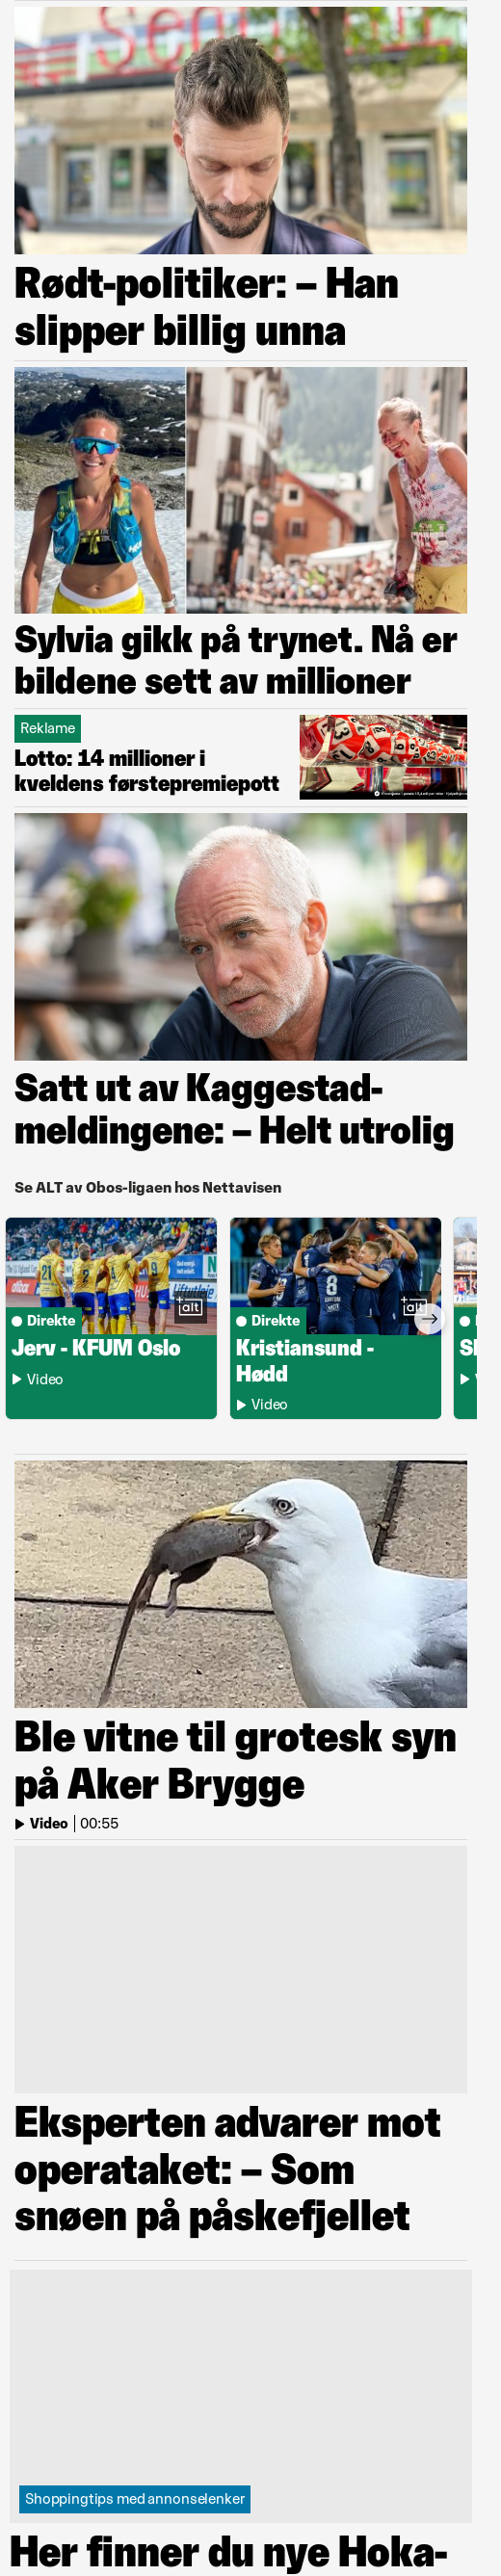 Rødt-politiker: – Han
slipper billig unna
Sylvia gikk på trynet. Nå er
bildene sett av millioner
Reklame
Lotto: 14 millioner i
kveldens førstepremiepott
Satt ut av Kaggestad-
meldingene: – Helt utrolig
Se ALT av Obos-ligaen hos Nettavisen
Direkte
Jerv - KFUM Oslo
Video
+alt
Direkte
Kristiansund -
Hødd
Video
+alt
Ble vitne til grotesk syn
på Aker Brygge
Video | 00:55
Eksperten advarer mot
operataket: – Som
snøen på påskefjellet
Shoppingtips med annonselenker
Her finner du nye Hoka-